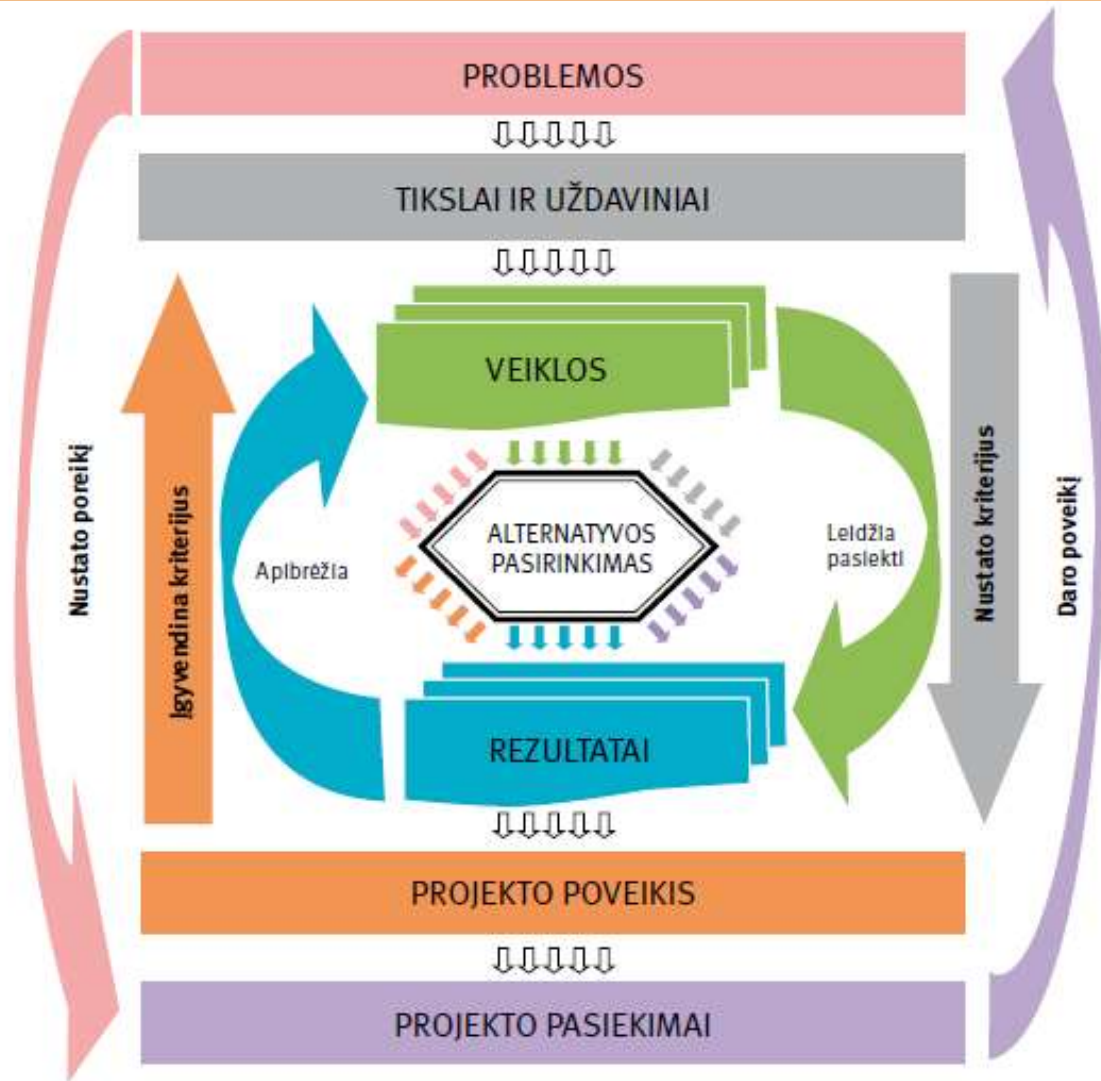 PROBLEMOS
TIKSLAI IR UŽDAVINIAI
VEIKLOS
Nustato poreikį
Įgyvendina kriterijus
Apibrėžia
ALTERNATYVOS
PASIRINKIMAS
Leidžia
pasiekti
Nustato kriterijus
Daro poveikį
REZULTATAI
PROJEKTO POVEIKIS
PROJEKTO PASIEKIMAI